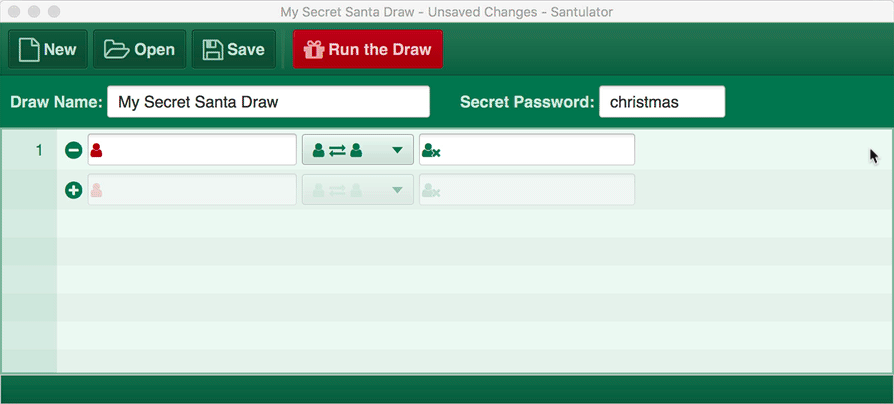 My Secret Santa Draw - Unsaved Changes - Santulator
New Open Save Run the Draw
Draw Name: My Secret Santa Draw Secret Password: christmas
1